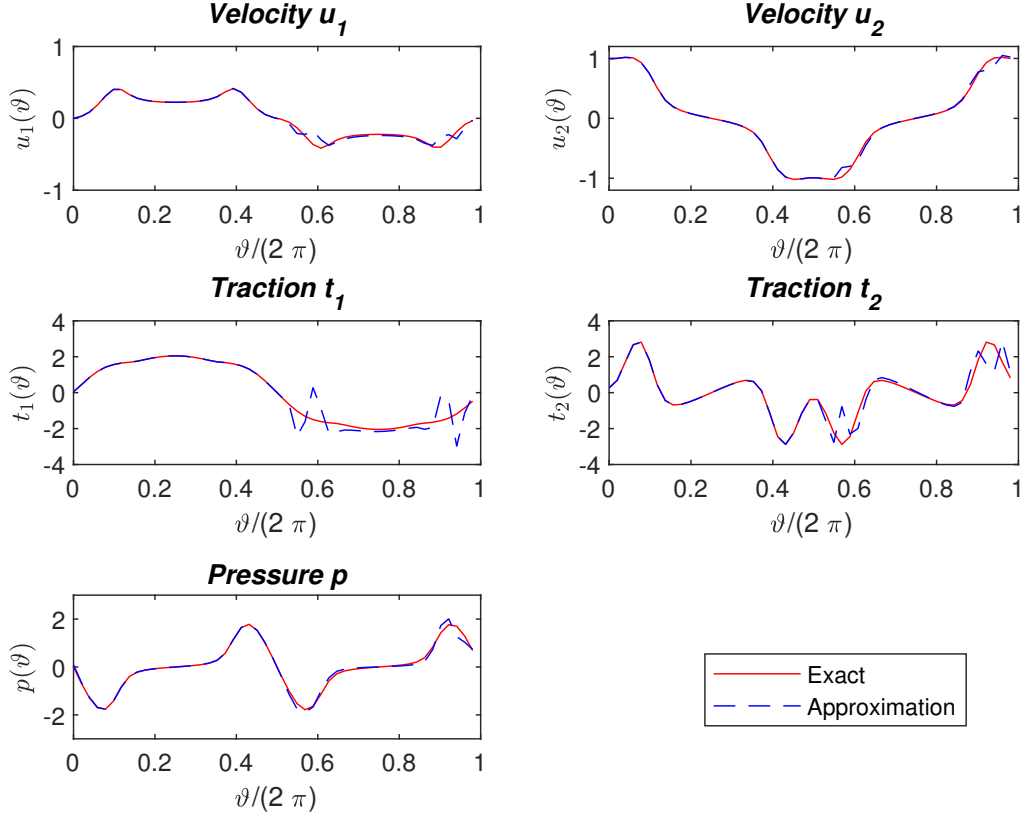 Velocity u1
Velocity u2
u1(ϑ)
1
0
-1
0 0.2 0.4 0.6 0.8 1
ϑ/(2 π)
u2(ϑ)
1
0
-1
0 0.2 0.4 0.6 0.8 1
ϑ/(2 π)
Traction t1
Traction t2
t1(ϑ)
4
2
0
-2
-4
0 0.2 0.4 0.6 0.8 1
ϑ/(2 π)
t2(ϑ)
4
2
0
-2
-4
0 0.2 0.4 0.6 0.8 1
ϑ/(2 π)
Pressure p
p(ϑ)
2
0
-2
0 0.2 0.4 0.6 0.8 1
ϑ/(2 π)
Exact
Approximation